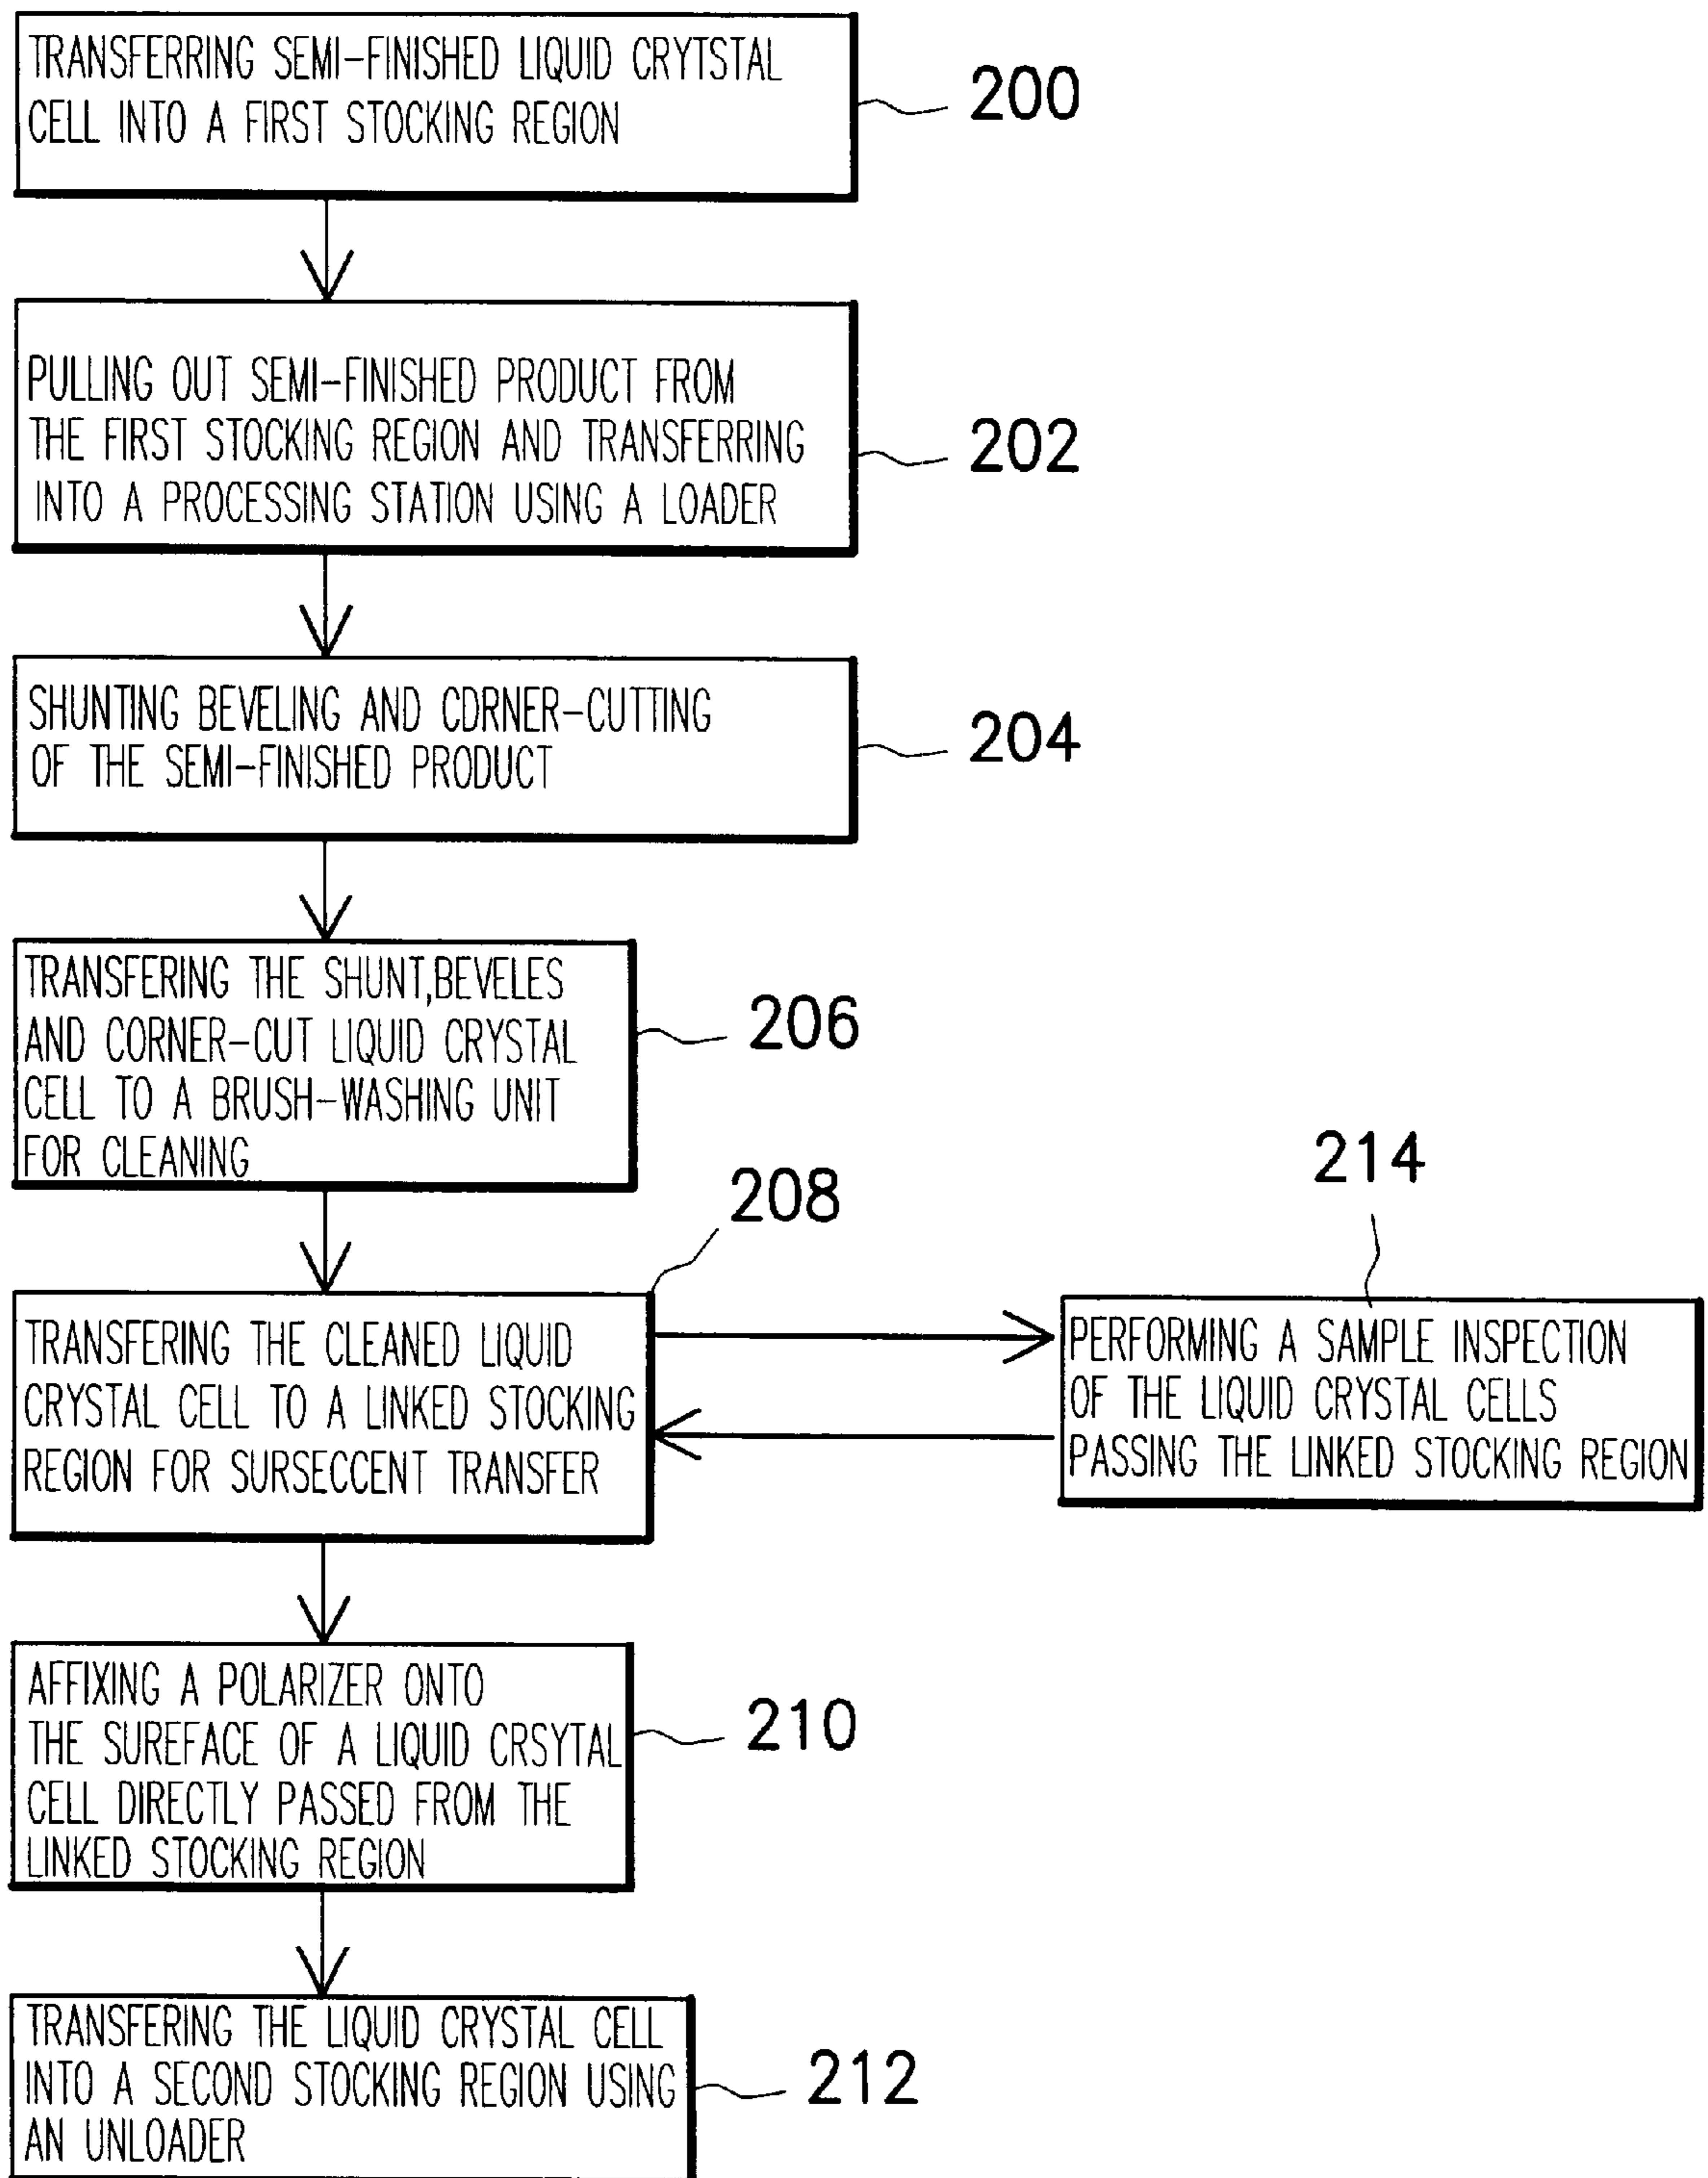 TRANSFERRING SEMI-FINISHED LIQUID CRYTSTAL
CELL INTO A FIRST STOCKING REGION
200
PULLING OUT SEMI-FINISHED PRODUCT FROM
THE FIRST STOCKING REGION AND TRANSFERRING
INTO A PROCESSING STATION USING A LOADER
202
SHUNTING BEVELING AND CDRNER-CUTTING
OF THE SEMI-FINISHED PRODUCT
204
TRANSFERING THE SHUNT,BEVELES
AND CORNER-CUT LIQUID CRYSTAL
CELL TO A BRUSH-WASHING UNIT
FOR CLEANING
206
208
TRANSFERING THE CLEANED LIQUID
CRYSTAL CELL TO A LINKED STOCKING
REGION FOR SURSECCENT TRANSFER
214
PERFORMING A SAMPLE INSPECTION
OF THE LIQUID CRYSTAL CELLS
PASSING THE LINKED STOCKING REGION
AFFIXING A POLARIZER ONTO
THE SUREFACE OF A LIQUID CRSYTAL
CELL DIRECTLY PASSED FROM THE
LINKED STOCKING REGION
210
TRANSFERING THE LIQUID CRYSTAL CELL
INTO A SECOND STOCKING REGION USING
AN UNLOADER
212